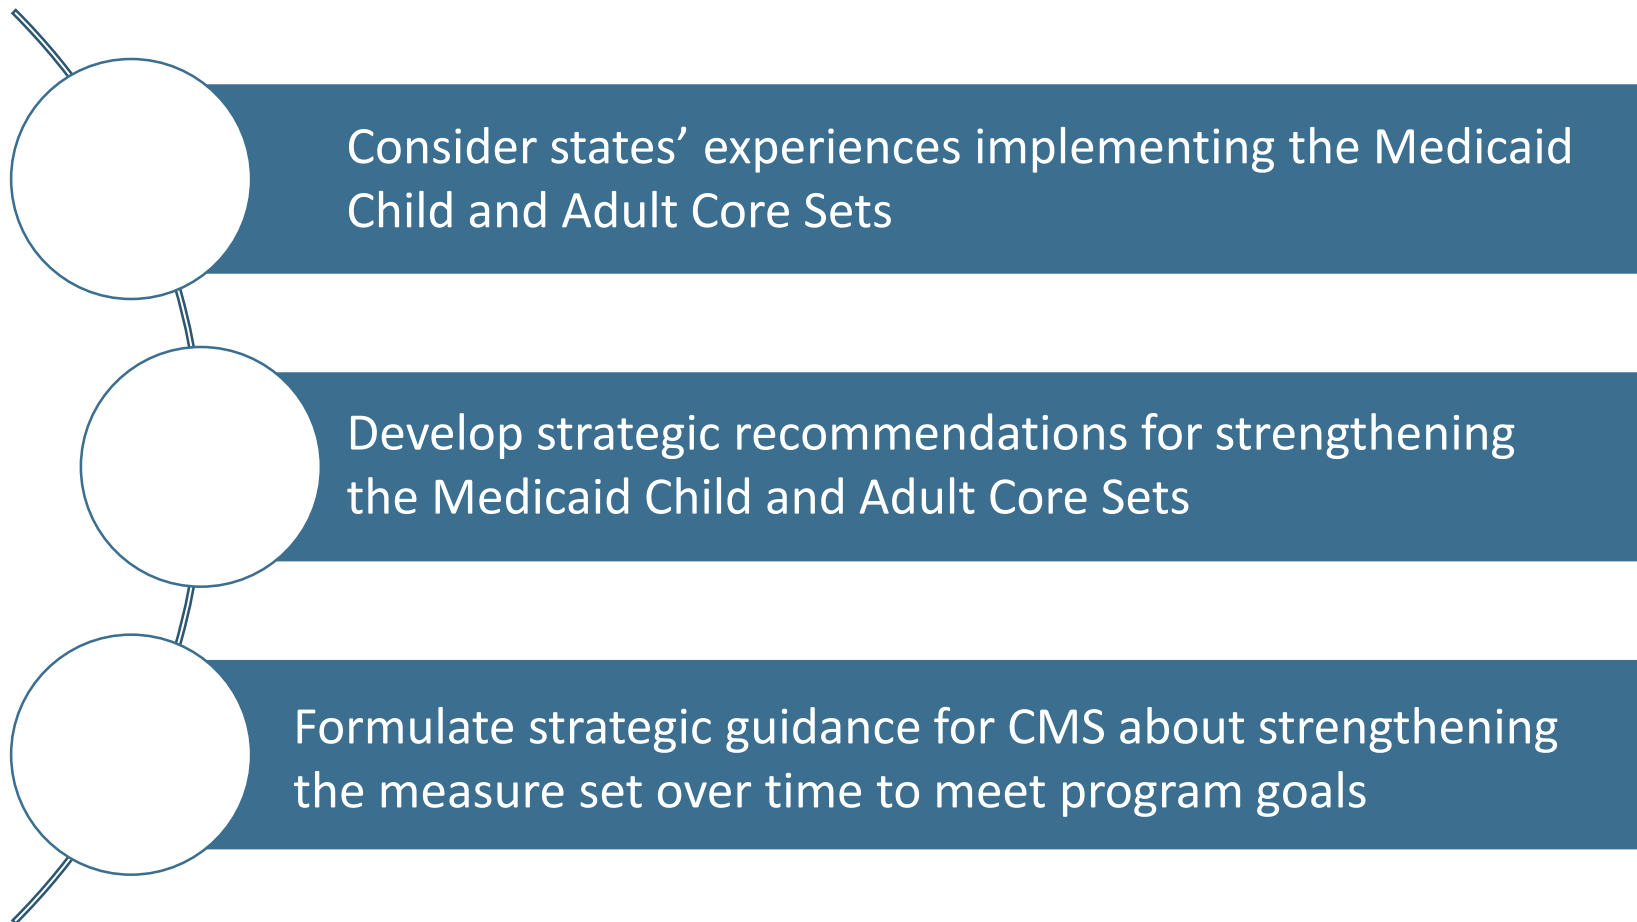 Consider states’ experiences implementing the Medicaid
Child and Adult Core Sets
Develop strategic recommendations for strengthening
the Medicaid Child and Adult Core Sets
Formulate strategic guidance for CMS about strengthening
the measure set over time to meet program goals